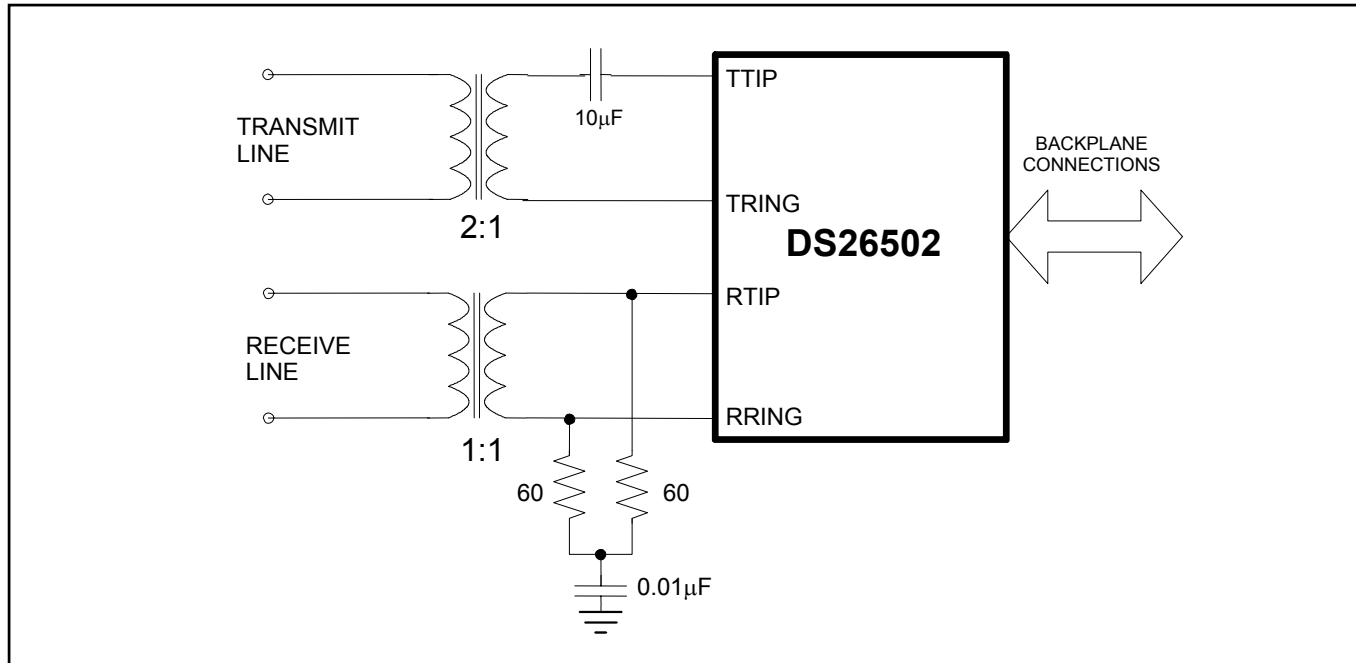 TTIP
10μF
TRANSMIT
LINE
BACKPLANE
CONNECTIONS
TRING
2:1
DS26502
RTIP
RECEIVE
LINE
RRING
1:1
60
60
0.01μF